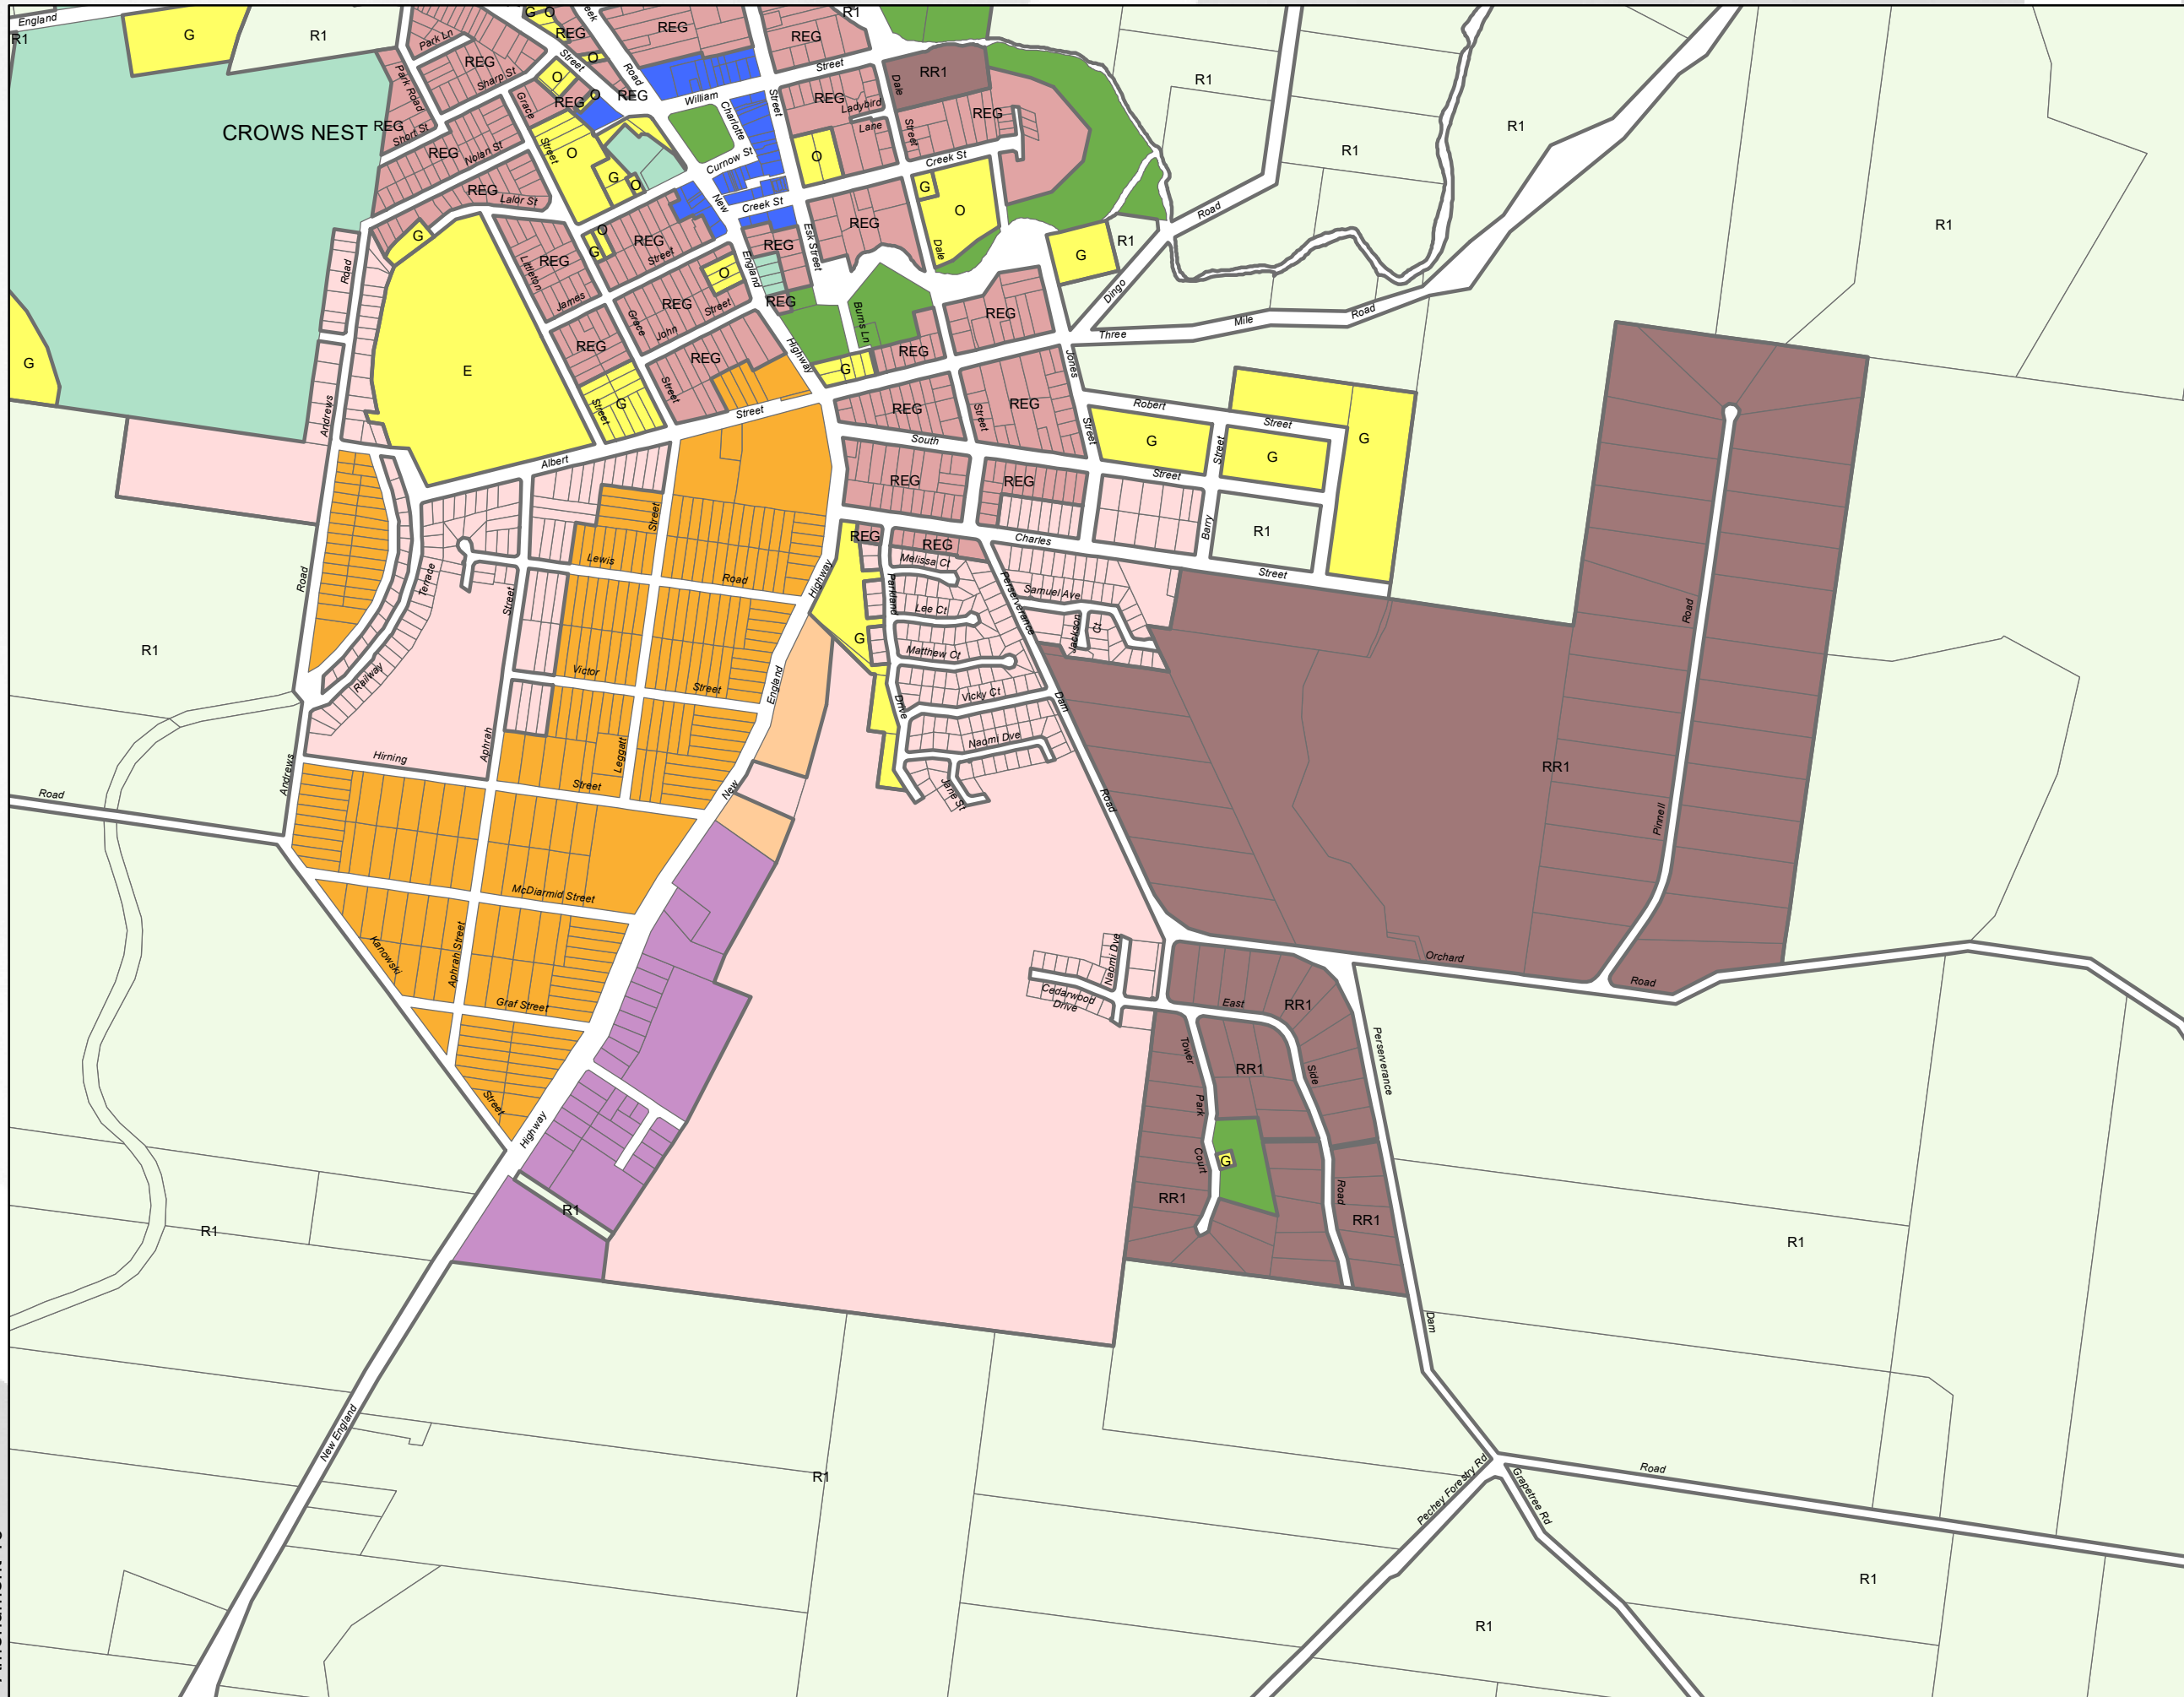 England
R1
G
R1
CROWS NEST
G
Park Ln
REG
Sharp St
Park Road
REG
Short St
REG
Nolan St
REG
Lalor St
G
G
O
REG
O
Street
O
Grace
REG
O
REG
Road
Street
O
G
O
REG
REG
R1
Street
William
Charlotte
Street
Curnow St
New
Creek St
REG
Ladybird
Lane
O
RR1
Dale
Street
REG
Creek St
G
O
Dale
REG
Esk Street
REG
England
REG
O
G
REG
Street
REG
Littleton
James
REG
O
Street
Grace
John
REG
REG
Street
Highway
Burns Ln
REG
G
REG
G
R1
Dingo
Road
R1
R1
R1
R1
Three
Mile
Road
Jones
Road
Andrews
E
G
Street
Street
Albert
REG
South
Street
REG
Street
Robert
Street
G
G
G
Street
Street
REG
REG
Barry
R1
Charles
Street
REG
REG
Melissa Ct
Parkland
Lee Ct
Matthew Ct
Vicky Ct
Drive
Naomi Dve
Jane St
Perseverance
Samuel Ave
Jackson
Ct
Dam
Road
G
Highway
England
New
Street
Lewis
Road
Victor
Street
Leggatt
Street
Street
Aphrah
Terrace
Railway
Road
R1
Hirning
Andrews
Road
McDiarmid Street
Kanowski
Aphrah Street
Graf Street
Street
Highway
R1
R1
RR1
Road
Pinnell
Orchard
Road
Naomi Dve
Cedarwood
Drive
East
RR1
Tower
RR1
Side
Perseverance
Park
Court
G
RR1
Road
RR1
R1
Dam
New England
R1
Pechey Forestry Rd
Grapetree Rd
Road
R1
R1